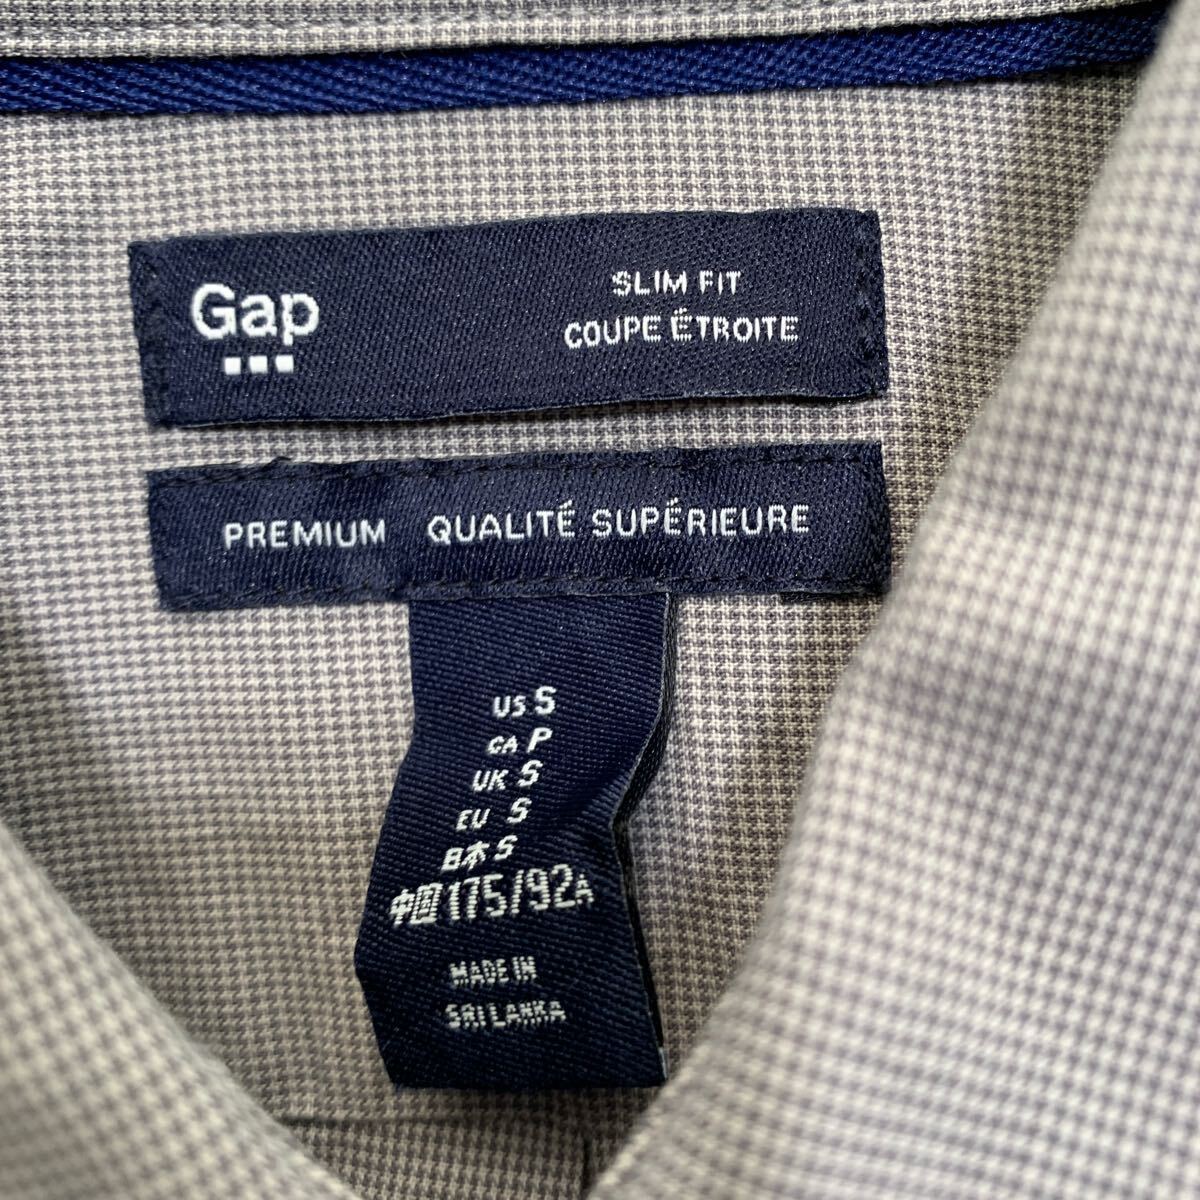 Gap
SLIM FIT
COUPE ÉTROITE
PREMIUM QUALITÉ SUPÉRIEURE
US S
CA P
UK S
EU S
日本 S
中国 175/92A
MADE IN
SRI LANKA